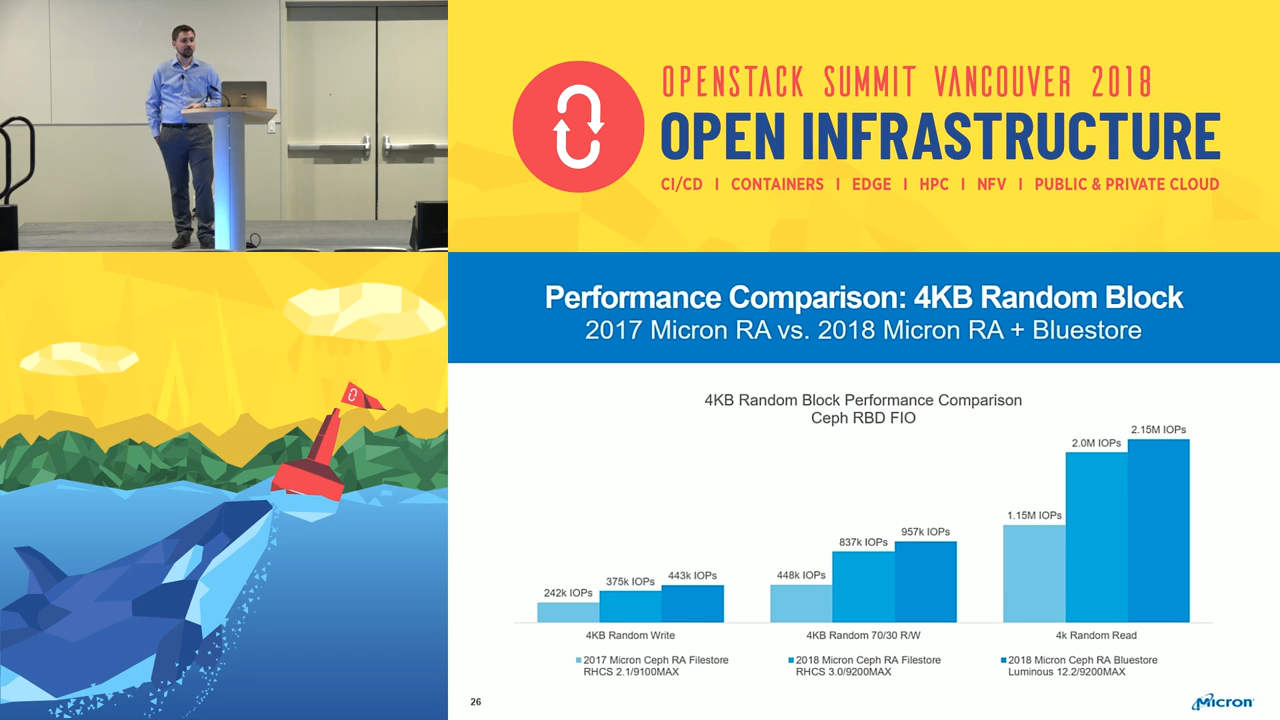 OPENSTACK SUMMIT VANCOUVER 2018
OPEN INFRASTRUCTURE
CI/CD I CONTAINERS I EDGE I HPC I NFV I PUBLIC & PRIVATE CLOUD
Performance Comparison: 4KB Random Block
2017 Micron RA vs. 2018 Micron RA + Bluestore
4KB Random Block Performance Comparison
Ceph RBD FIO
242k IOPs
375k IOPs
443k IOPs
448k IOPs
837k IOPs
957k IOPs
1.15M IOPs
2.0M IOPs
2.15M IOPs
4KB Random Write
4KB Random 70/30 R/W
4k Random Read
2017 Micron Ceph RA Filestore
RHCS 2.1/9100MAX
2018 Micron Ceph RA Filestore
RHCS 3.0/9200MAX
2018 Micron Ceph RA Bluestore
Luminous 12.2/9200MAX
26
Micron